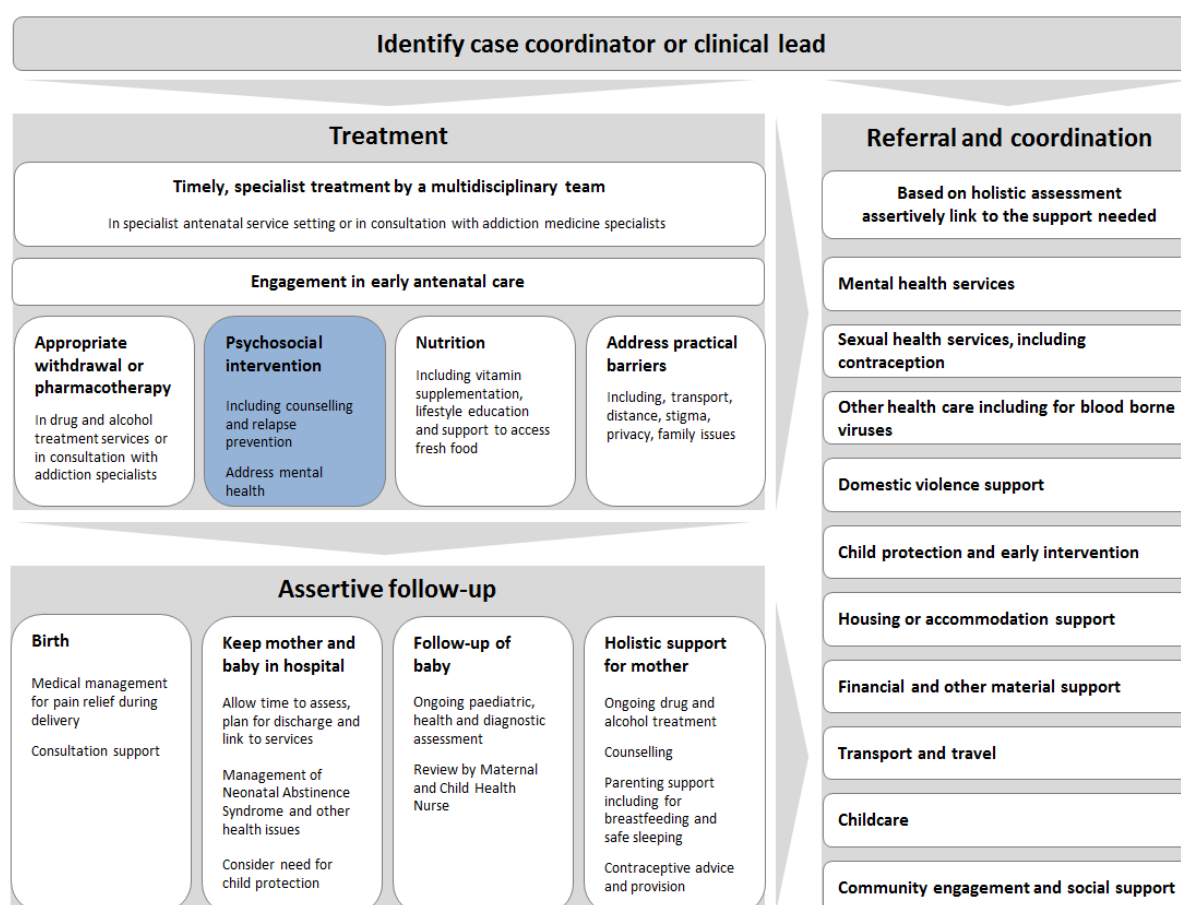 Identify case coordinator or clinical lead
Treatment
Timely, specialist treatment by a multidisciplinary team
In specialist antenatal service setting or in consultation with addiction medicine specialists
Engagement in early antenatal care
Appropriate
withdrawal or
pharmacotherapy
In drug and alcohol
treatment services or
in consultation with
addiction specialists
Psychosocial
intervention
Including counselling
and relapse
prevention
Address mental
health
Nutrition
Including vitamin
supplementation,
lifestyle education
and support to access
fresh food
Address practical
barriers
Including, transport,
distance, stigma,
privacy, family issues
Assertive follow-up
Birth
Medical management
for pain relief during
delivery
Consultation support
Keep mother and
baby in hospital
Allow time to assess,
plan for discharge and
link to services
Management of
Neonatal Abstinence
Syndrome and other
health issues
Consider need for
child protection
Follow-up of
baby
Ongoing paediatric,
health and diagnostic
assessment
Review by Maternal
and Child Health
Nurse
Holistic support
for mother
Ongoing drug and
alcohol treatment
Counselling
Parenting support
including for
breastfeeding and
safe sleeping
Contraceptive advice
and provision
Referral and coordination
Based on holistic assessment
assertively link to the support needed
Mental health services
Sexual health services, including
contraception
Other health care including for blood borne
viruses
Domestic violence support
Child protection and early intervention
Housing or accommodation support
Financial and other material support
Transport and travel
Childcare
Community engagement and social support